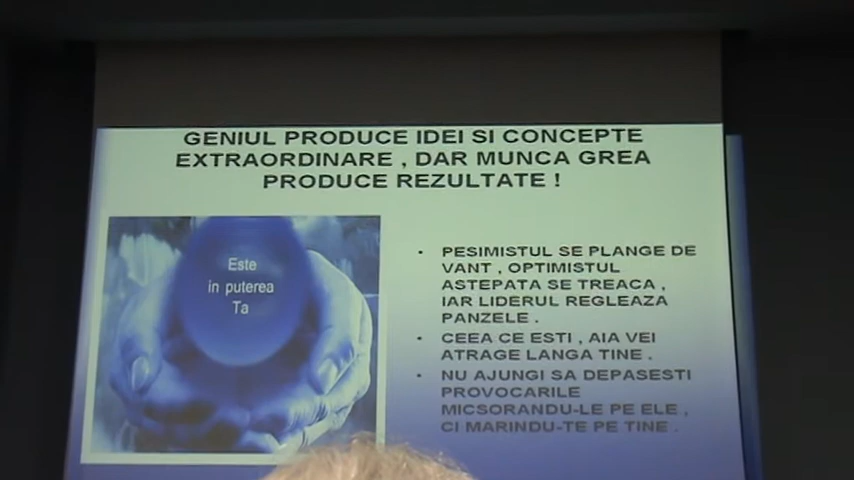 GENIUL PRODUCE IDEI SI CONCEPTE
EXTRAORDINARE , DAR MUNCA GREA
PRODUCE REZULTATE !
Este
in puterea
Ta
• PESIMISTUL SE PLANGE DE
VANT , OPTIMISTUL
ASTEPATA SE TREACA ,
IAR LIDERUL REGLEAZA
PANZELE .
• CEEA CE ESTI , AIA VEI
ATRAGE LANGA TINE .
• NU AJUNGI SA DEPASESTI
PROVOCARILE
MICSORANDU-LE PE ELE ,
CI MARINDU-TE PE TINE .